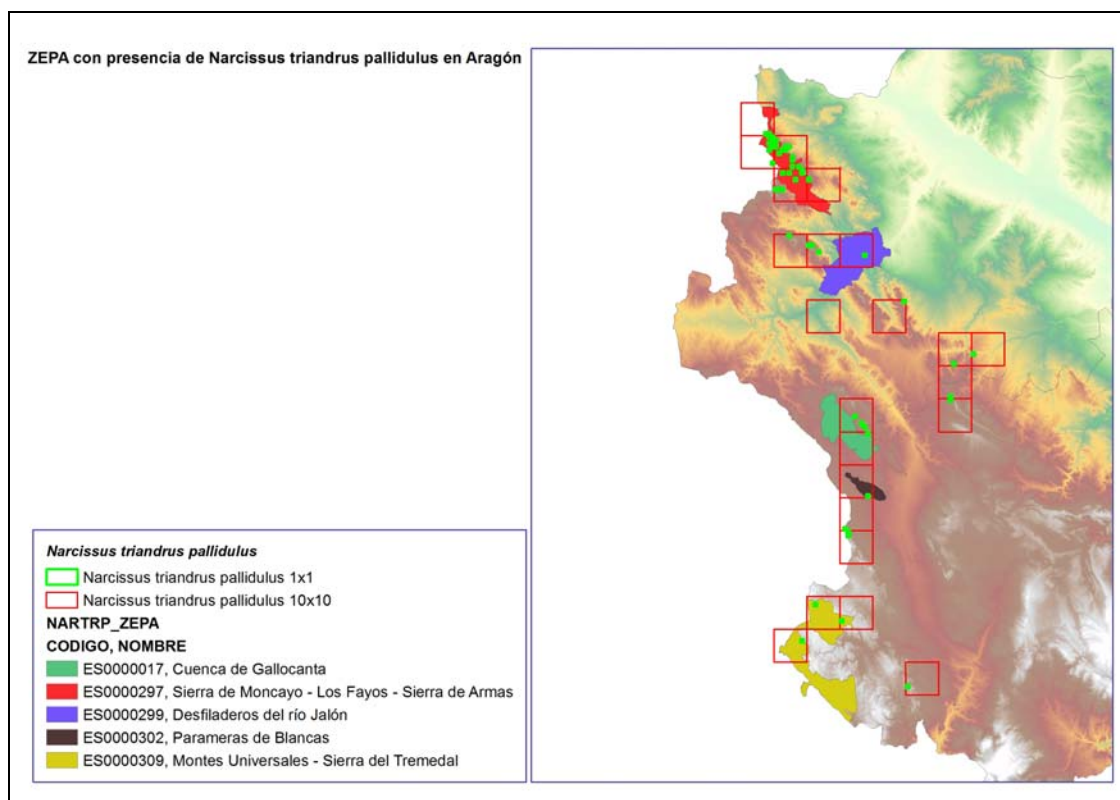 ZEPA con presencia de Narcissus triandrus pallidulus en Aragón
Narcissus triandrus pallidulus
Narcissus triandrus pallidulus 1x1
Narcissus triandrus pallidulus 10x10
NARTRP_ZEPA
CODIGO, NOMBRE
ES0000017, Cuenca de Gallocanta
ES0000297, Sierra de Moncayo - Los Fayos - Sierra de Armas
ES0000299, Desfiladeros del río Jalón
ES0000302, Parameras de Blancas
ES0000309, Montes Universales - Sierra del Tremedal